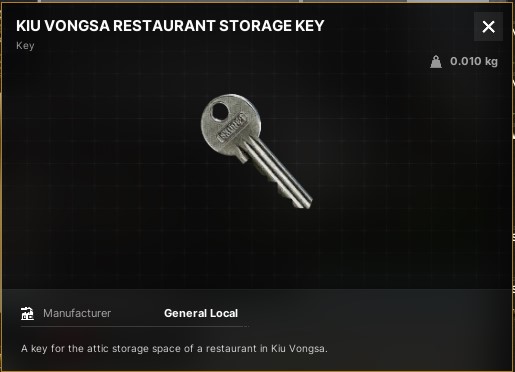 KIU VONGSA RESTAURANT STORAGE KEY
Key
0.010 kg
Manufacturer General Local
A key for the attic storage space of a restaurant in Kiu Vongsa.